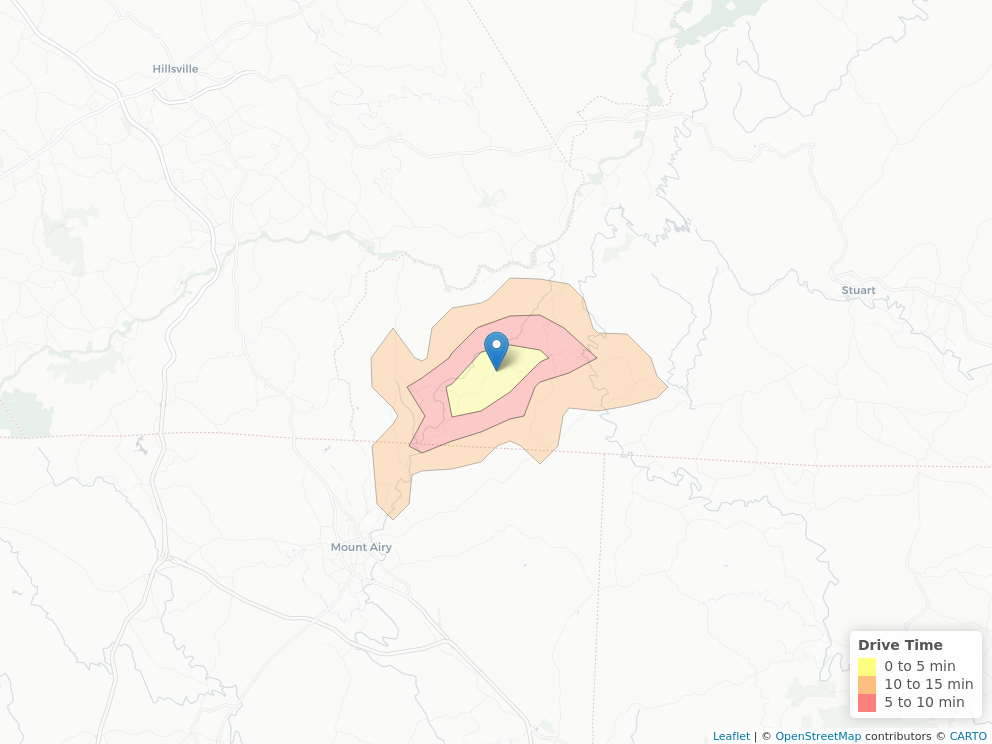 Hillsville
Stuart
Mount Airy
Drive Time
0 to 5 min
10 to 15 min
5 to 10 min
Leaflet | © OpenStreetMap contributors © CARTO